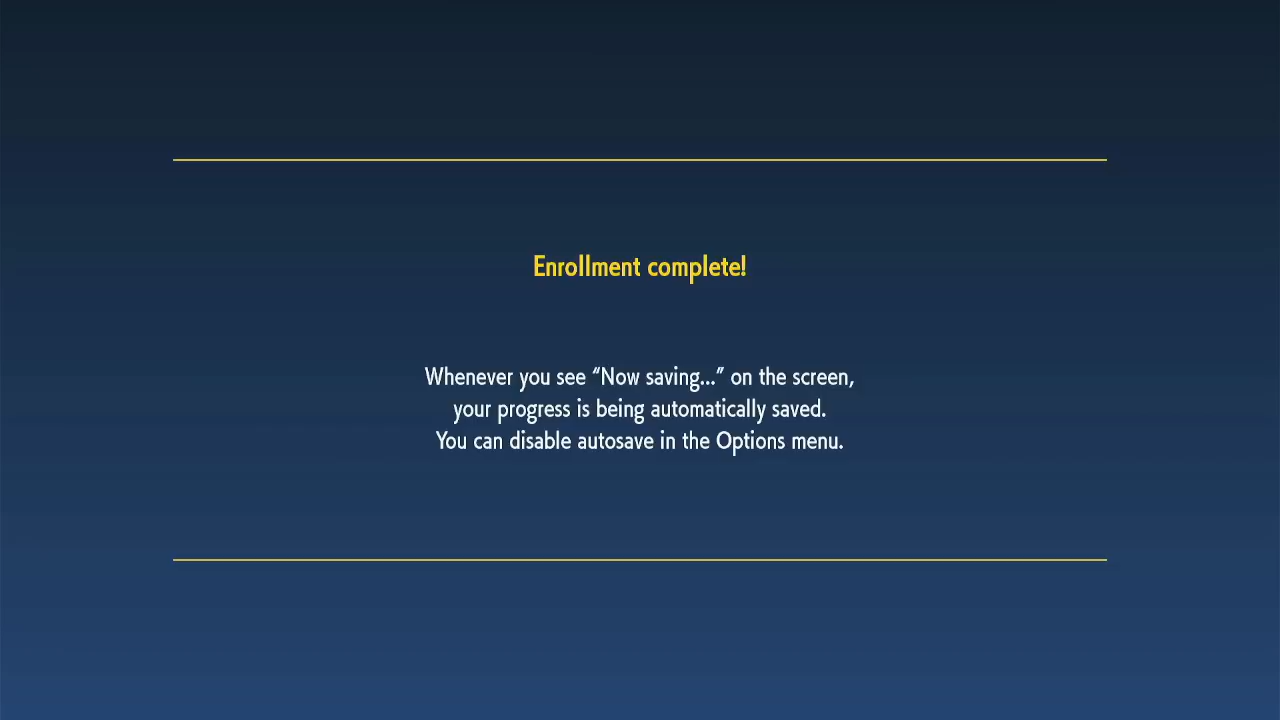 Enrollment complete!
Whenever you see “Now saving...” on the screen,
your progress is being automatically saved.
You can disable autosave in the Options menu.